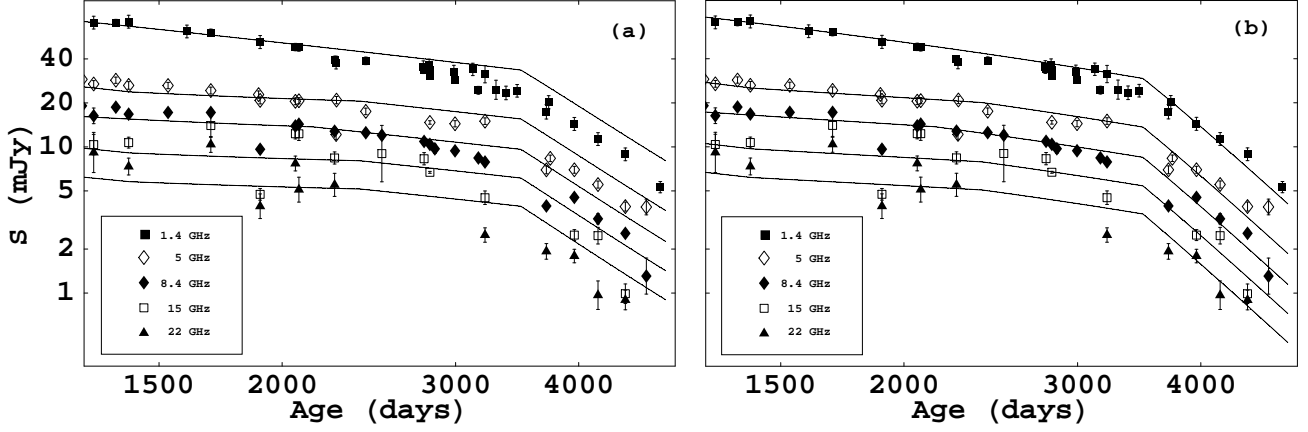 (a)
(b)
40
20
10
5
2
1
S (mJy)
1.4 GHz
5 GHz
8.4 GHz
15 GHz
22 GHz
1.4 GHz
5 GHz
8.4 GHz
15 GHz
22 GHz
1500 2000 3000 4000
1500 2000 3000 4000
Age (days)
Age (days)